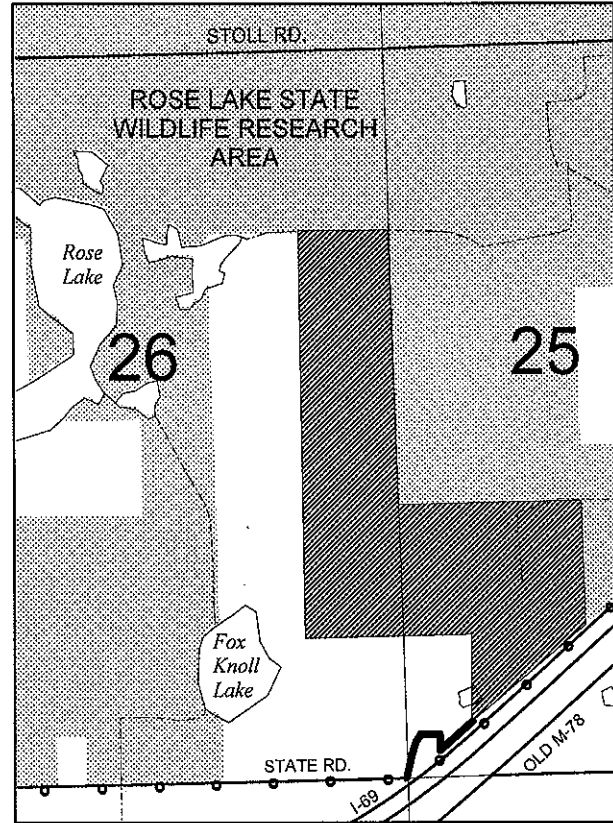 STOLL RD.
ROSE LAKE STATE
WILDLIFE RESEARCH
AREA
Rose
Lake
26
25
Fox
Knoll
Lake
STATE RD.
I-69
OLD M-78